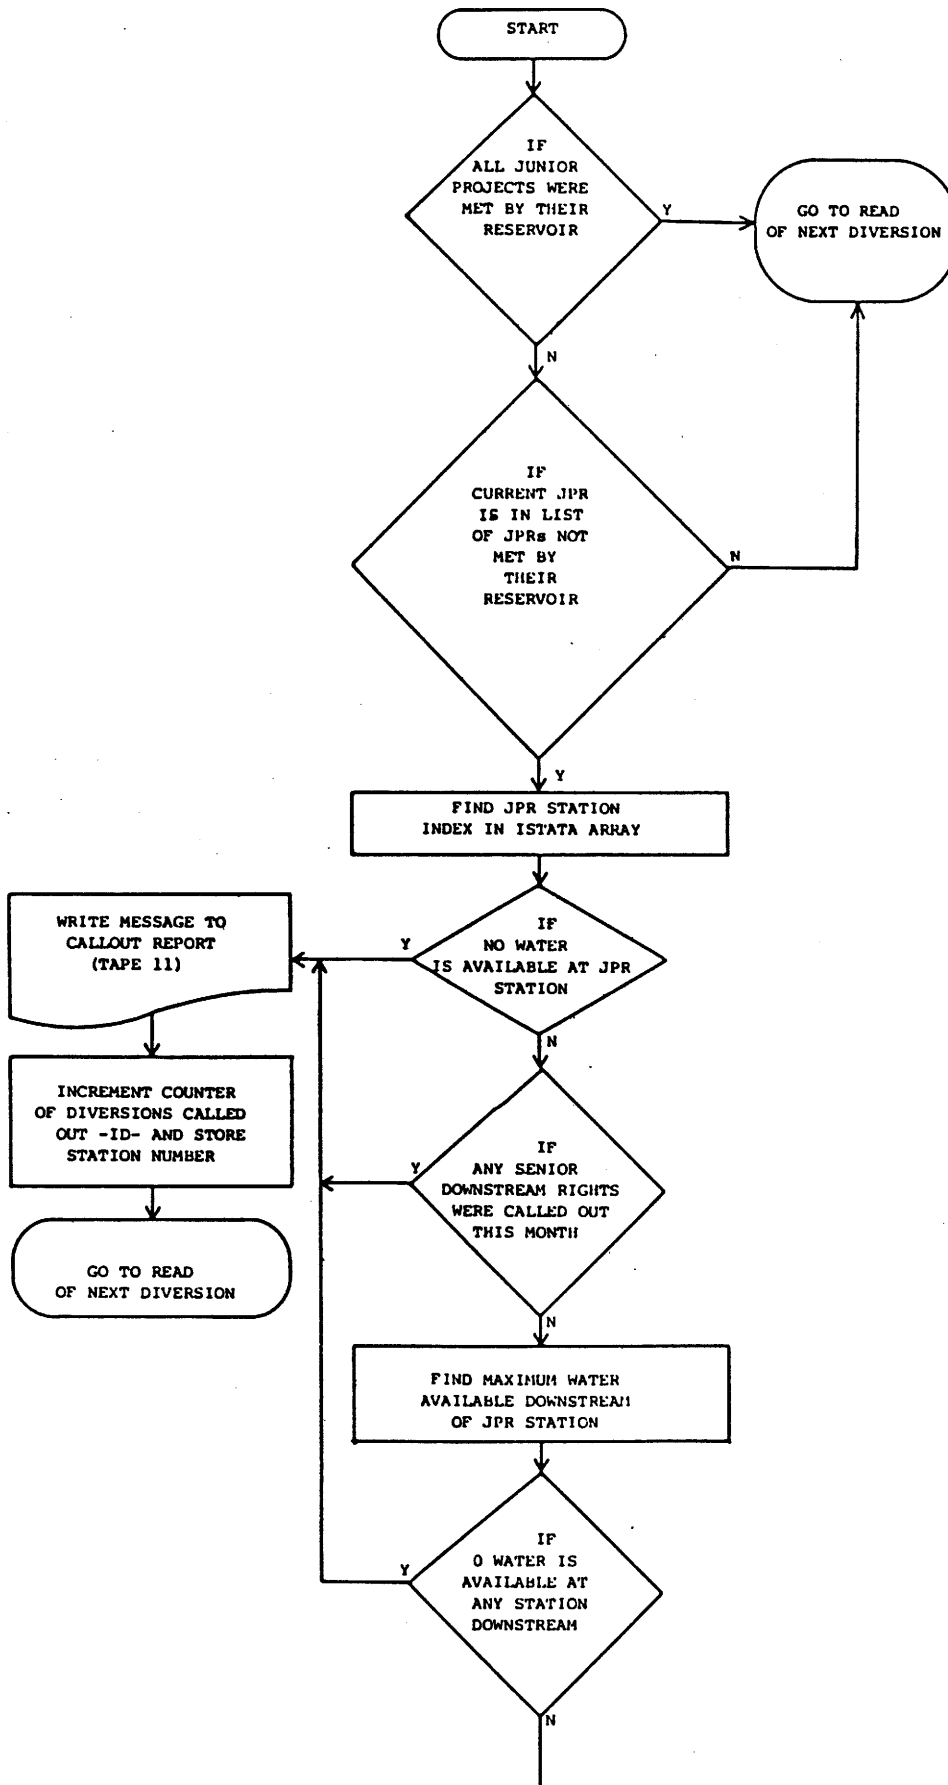 START
IF
ALL JUNIOR
PROJECTS WERE
MET BY THEIR
RESERVOIR
Y
GO TO READ
OF NEXT DIVERSION
N
IF
CURRENT JPR
IS IN LIST
OF JPRs NOT
MET BY
THEIR
RESERVOIR
N
Y
FIND JPR STATION
INDEX IN ISTATA ARRAY
IF
NO WATER
IS AVAILABLE AT JPR
STATION
Y
WRITE MESSAGE TO
CALLOUT REPORT
(TAPE 11)
N
INCREMENT COUNTER
OF DIVERSIONS CALLED
OUT -ID- AND STORE
STATION NUMBER
GO TO READ
OF NEXT DIVERSION
IF
ANY SENIOR
DOWNSTREAM RIGHTS
WERE CALLED OUT
THIS MONTH
Y
N
FIND MAXIMUM WATER
AVAILABLE DOWNSTREAM
OF JPR STATION
IF
0 WATER IS
AVAILABLE AT
ANY STATION
DOWNSTREAM
Y
N